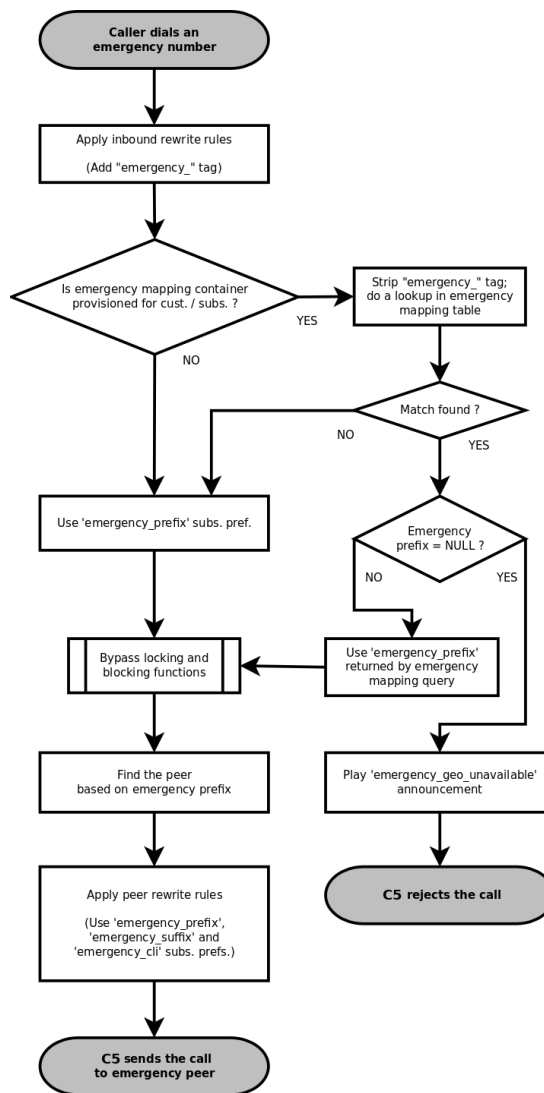 Caller dials an
emergency number
Apply inbound rewrite rules
(Add "emergency_" tag)
Is emergency mapping container
provisioned for cust. / subs. ?
YES
NO
Strip "emergency_" tag;
do a lookup in emergency
mapping table
Match found ?
NO
YES
Use 'emergency_prefix' subs. pref.
Emergency
prefix = NULL ?
NO
YES
Bypass locking and
blocking functions
Use 'emergency_prefix'
returned by emergency
mapping query
Find the peer
based on emergency prefix
Play 'emergency_geo_unavailable'
announcement
Apply peer rewrite rules
(Use 'emergency_prefix',
'emergency_suffix' and
'emergency_cli' subs. prefs.)
C5 rejects the call
C5 sends the call
to emergency peer